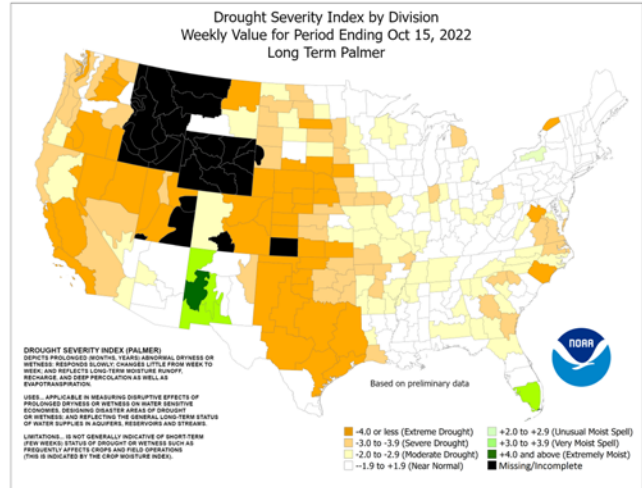 Drought Severity Index by Division
Weekly Value for Period Ending Oct 15, 2022
Long Term Palmer
DROUGHT SEVERITY INDEX (PALMER)
DEPICTS PROLONGED (MONTHS, YEARS) ABNORMAL DRYNESS
OR WETNESS; RESPONDS SLOWLY; CHANGES LITTLE FROM WEEK TO
WEEK; AND REFLECTS LONG-TERM MOISTURE RUNOFF,
RECHARGE, AND DEEP PERCOLATION AS WELL AS
EVAPOTRANSPIRATION.
USES... APPLICABLE IN MEASURING DISRUPTIVE EFFECTS OF
PROLONGED DRYNESS OR WETNESS ON WATER SENSITIVE
ECONOMIES, DESIGNING DISASTER AREAS OF DROUGHT
OR WETNESS; AND REFLECTING THE GENERAL LONG-TERM STATUS
OF WATER SUPPLIES IN AQUIFERS, RESERVOIRS AND STREAMS.
LIMITATIONS... IS NOT GENERALLY INDICATIVE OF SHORT-TERM
(FEW WEEKS) STATUS OF DROUGHT OR WETNESS SUCH AS
FREQUENTLY AFFECTS CROPS AND FIELD OPERATIONS
(THIS IS INDICATED BY THE CROP MOISTURE INDEX).
NOAA
Based on preliminary data
-4.0 or less (Extreme Drought)
-3.0 to -3.9 (Severe Drought)
-2.0 to -2.9 (Moderate Drought)
--1.9 to +1.9 (Near Normal)
+2.0 to +2.9 (Unusual Moist Spell)
+3.0 to +3.9 (Very Moist Spell)
+4.0 and above (Extremely Moist)
Missing/Incomplete